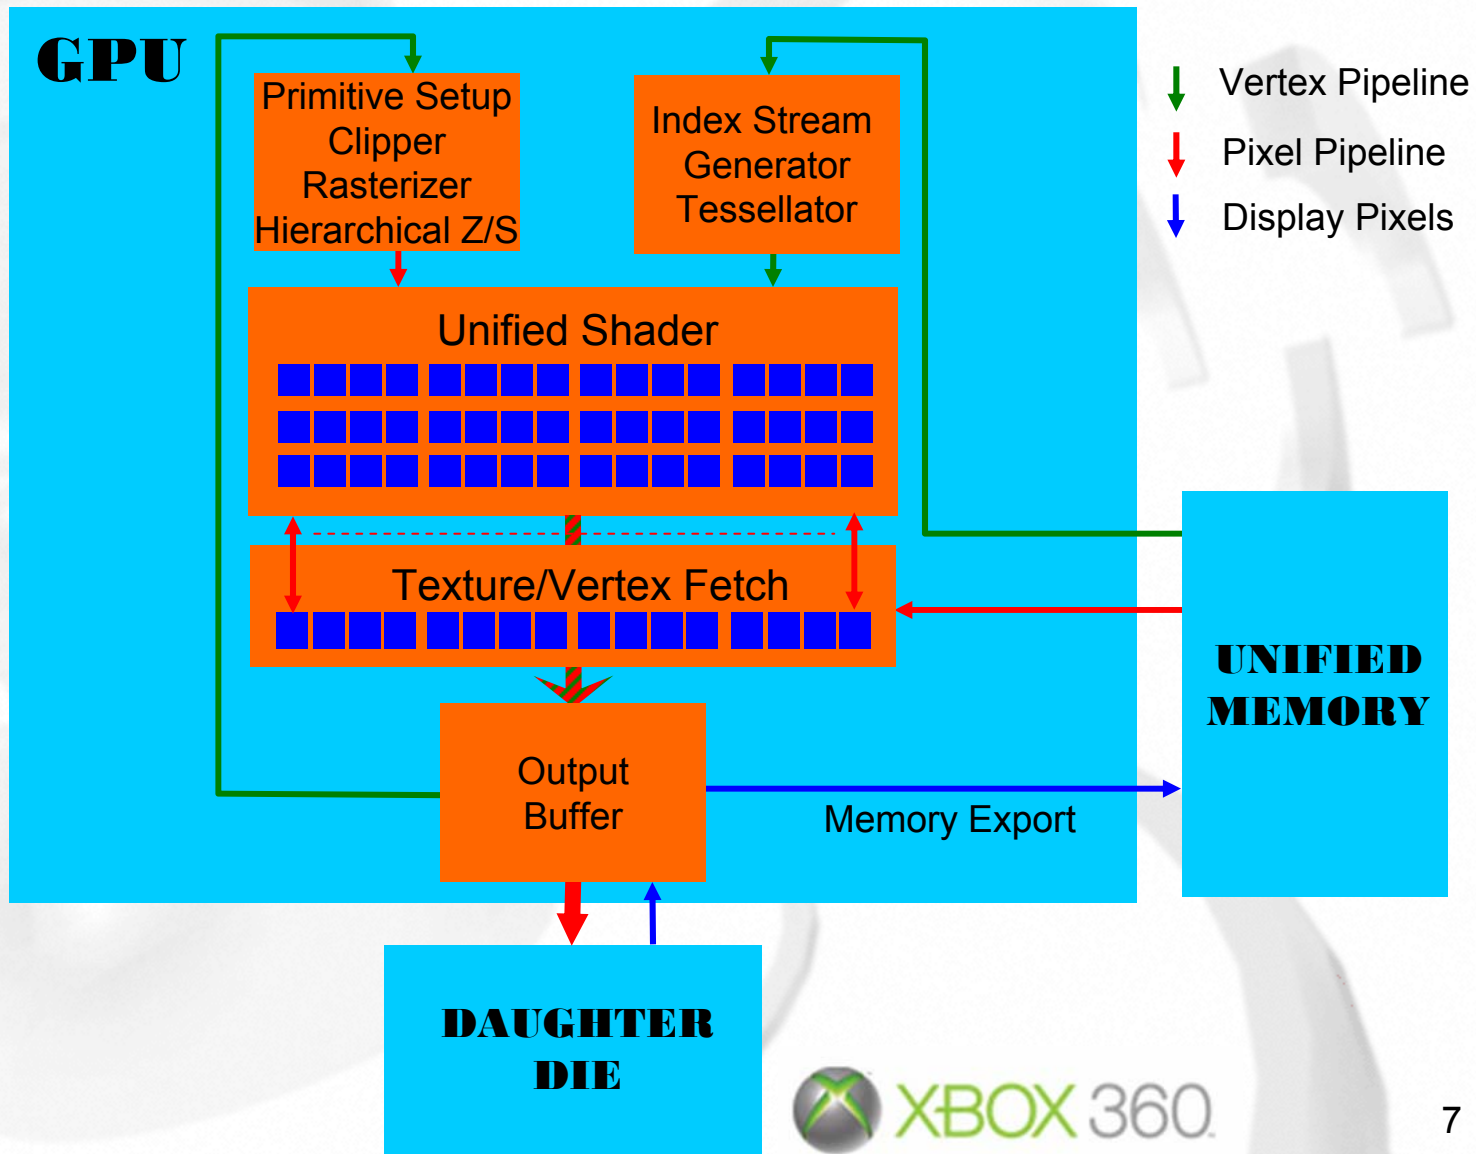 GPU
Primitive Setup
Clipper
Rasterizer
Hierarchical Z/S
Index Stream
Generator
Tessellator
Vertex Pipeline
Pixel Pipeline
Display Pixels
Unified Shader
Texture/Vertex Fetch
UNIFIED
MEMORY
Output
Buffer
Memory Export
DAUGHTER
DIE
XBOX 360
7